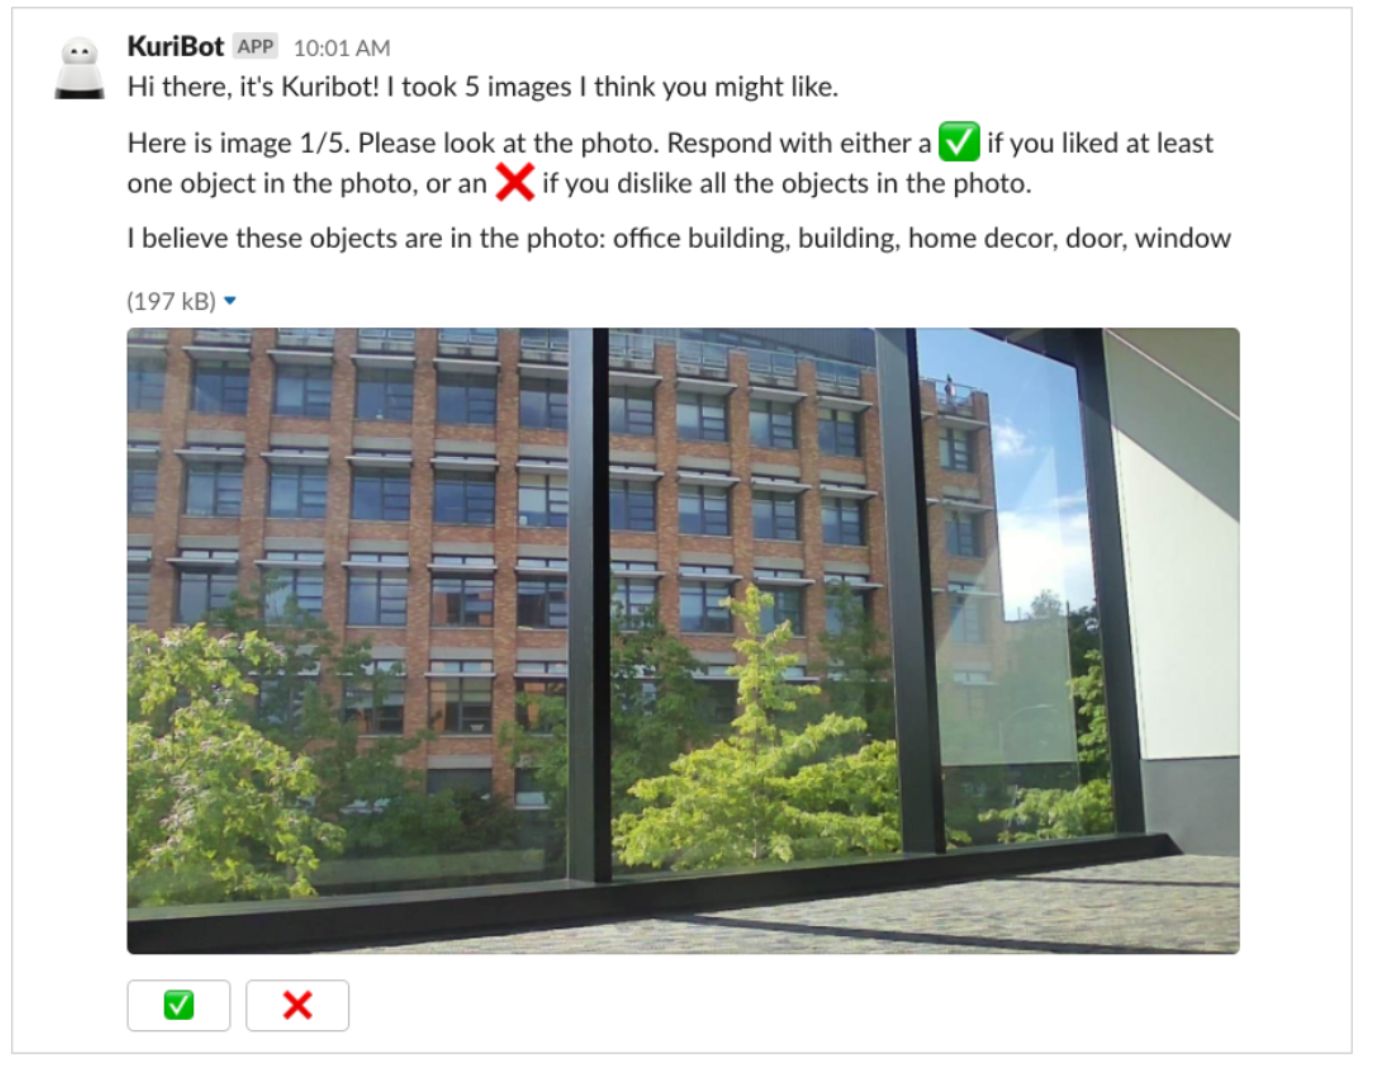 KuriBot APP 10:01 AM
Hi there, it's Kuribot! I took 5 images I think you might like.
Here is image 1/5. Please look at the photo. Respond with either a ✅ if you liked at least
one object in the photo, or an ❌ if you dislike all the objects in the photo.
I believe these objects are in the photo: office building, building, home decor, door, window
(197 kB)